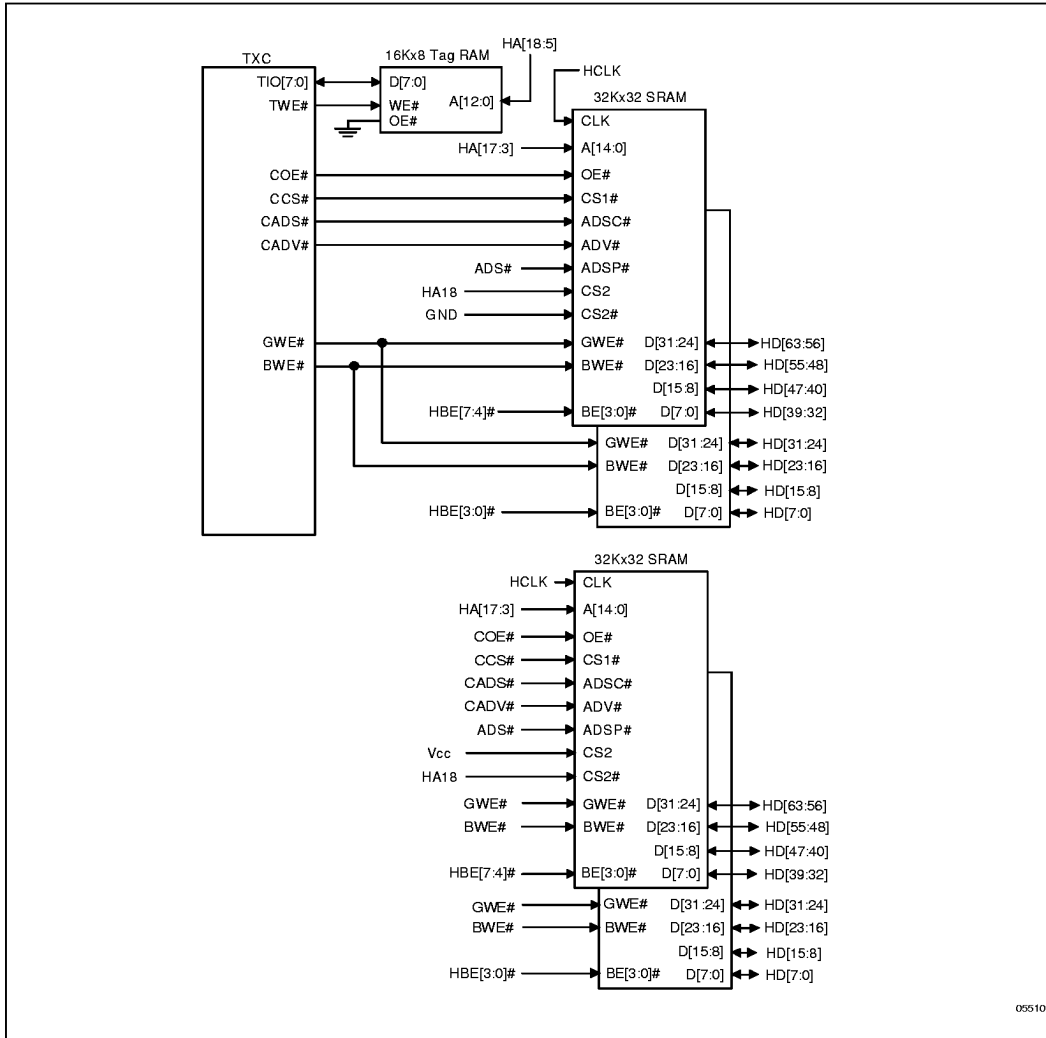 HA[18:5]
TXC
16Kx8 Tag RAM
TIO[7:0]
D[7:0]
A[12:0]
TWE#
WE#
OE#
HCLK
32Kx32 SRAM
CLK
HA[17:3]
A[14:0]
COE#
OE#
CCS#
CS1#
CADS#
ADSC#
CADV#
ADV#
ADS#
ADSP#
HA18
CS2
GND
CS2#
GWE#
GWE#
D[31:24]
HD[63:56]
BWE#
BWE#
D[23:16]
HD[55:48]
D[15:8]
HD[47:40]
HBE[7:4]#
BE[3:0]#
D[7:0]
HD[39:32]
GWE#
D[31:24]
HD[31:24]
BWE#
D[23:16]
HD[23:16]
D[15:8]
HD[15:8]
HBE[3:0]#
BE[3:0]#
D[7:0]
HD[7:0]
32Kx32 SRAM
HCLK
CLK
HA[17:3]
A[14:0]
COE#
OE#
CCS#
CS1#
CADS#
ADSC#
CADV#
ADV#
ADS#
ADSP#
Vcc
CS2
HA18
CS2#
GWE#
GWE#
D[31:24]
HD[63:56]
BWE#
BWE#
D[23:16]
HD[55:48]
D[15:8]
HD[47:40]
HBE[7:4]#
BE[3:0]#
D[7:0]
HD[39:32]
GWE#
GWE#
D[31:24]
HD[31:24]
BWE#
BWE#
D[23:16]
HD[23:16]
D[15:8]
HD[15:8]
HBE[3:0]#
BE[3:0]#
D[7:0]
HD[7:0]
05510